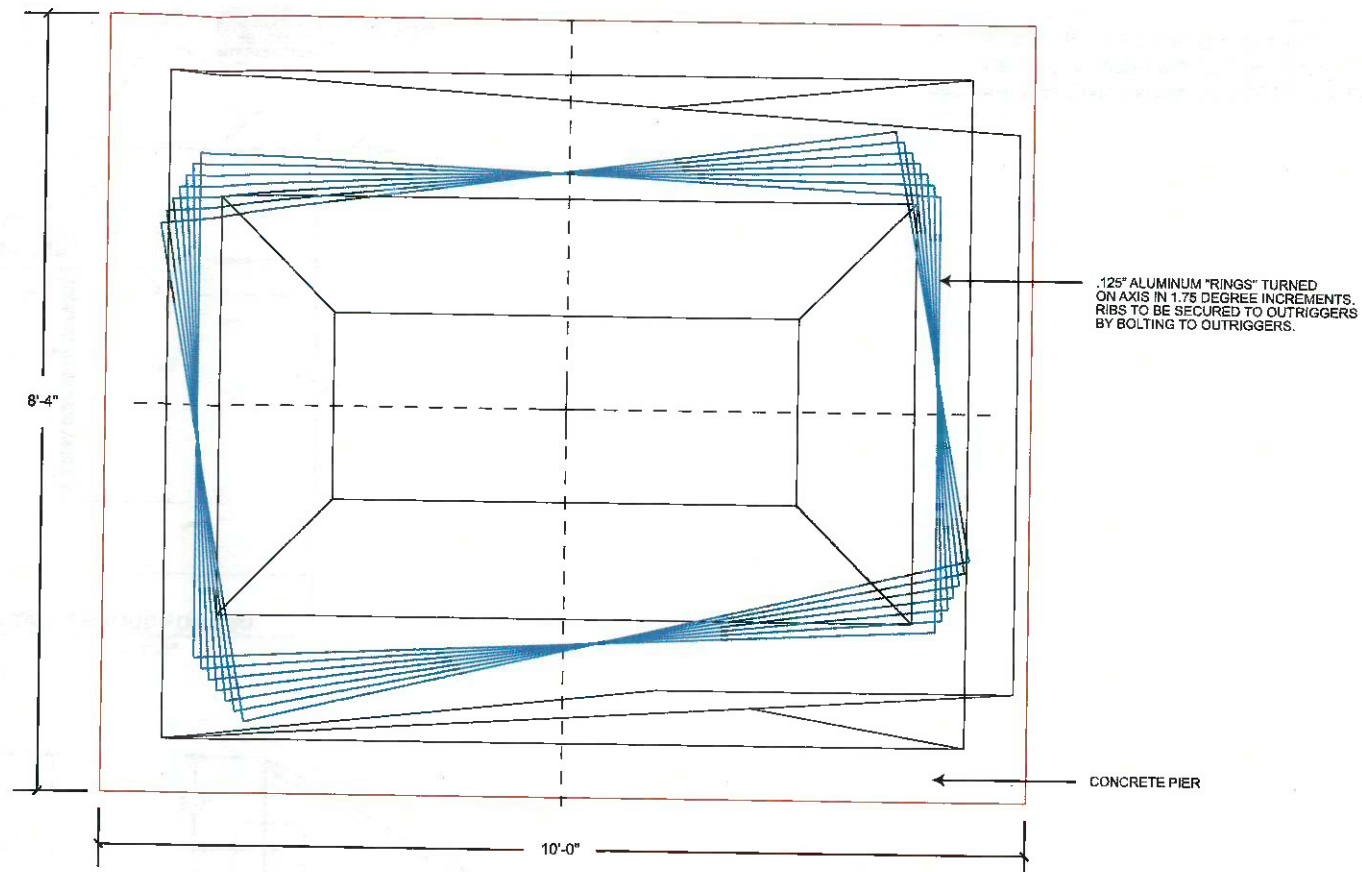 .125" ALUMINUM "RINGS" TURNED
ON AXIS IN 1.75 DEGREE INCREMENTS.
RIBS TO BE SECURED TO OUTRIGGERS
BY BOLTING TO OUTRIGGERS.
8'-4"
CONCRETE PIER
10'-0"